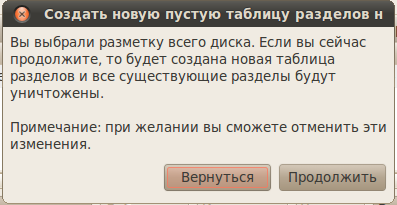 Создать новую пустую таблицу разделов н
Вы выбрали разметку всего диска. Если вы сейчас
продолжите, то будет создана новая таблица
разделов и все существующие разделы будут
уничтожены.
Примечание: при желании вы сможете отменить эти
изменения.
Вернуться Продолжить